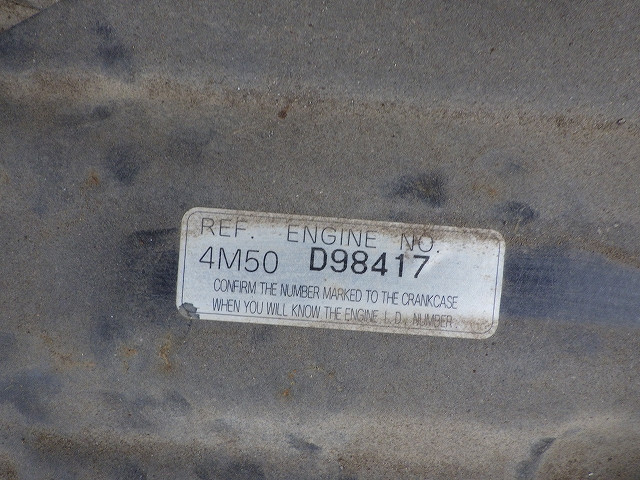 REF. ENGINE NO.
4M50 D98417
CONFIRM THE NUMBER MARKED TO THE CRANKCASE
WHEN YOU WILL KNOW THE ENGINE I. D. NUMBER.